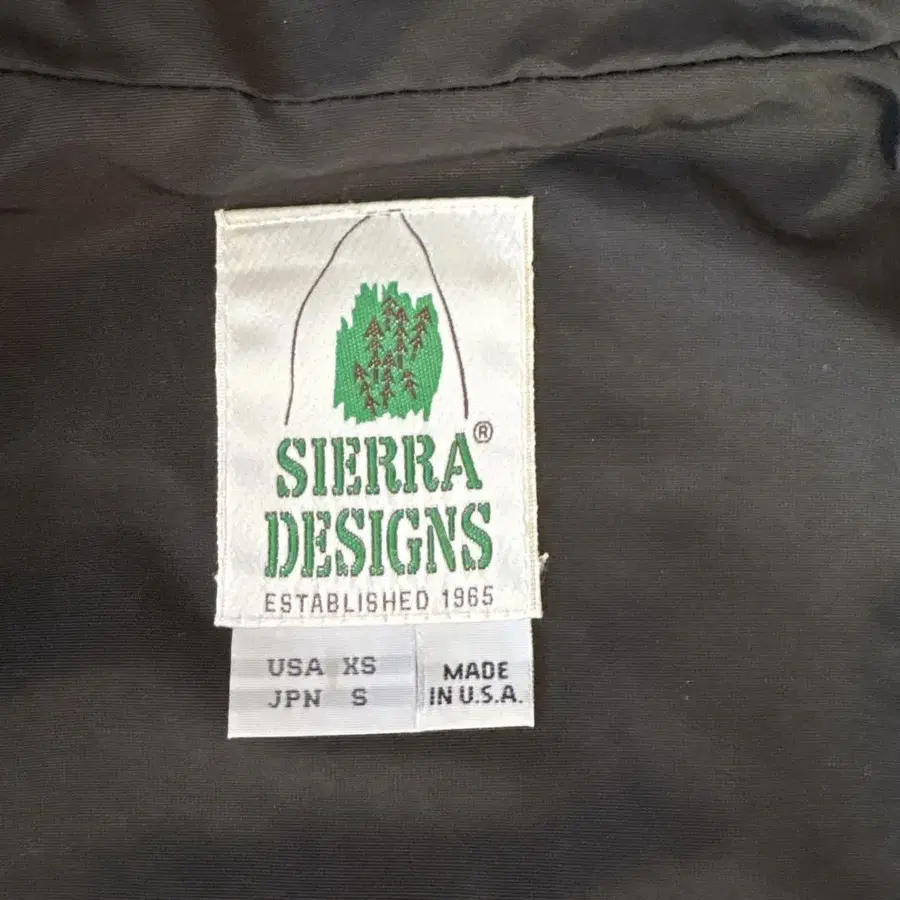 SIERRA®
DESIGNS
ESTABLISHED 1965
USA XS
JPN S
MADE
IN U.S.A.